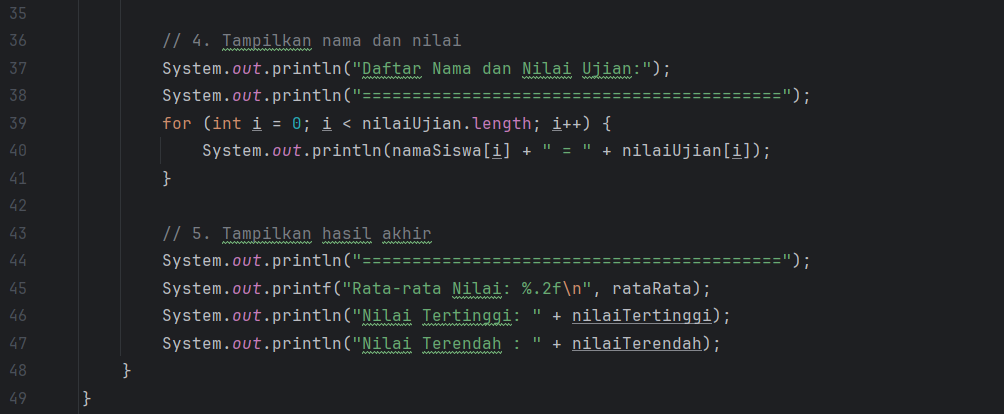 35
36 // 4. Tampilkan nama dan nilai
37 System.out.println("Daftar Nama dan Nilai Ujian:");
38 System.out.println("==========================================");
39 for (int i = 0; i < nilaiUjian.length; i++) {
40 System.out.println(namaSiswa[i] + " = " + nilaiUjian[i]);
41 }
42
43 // 5. Tampilkan hasil akhir
44 System.out.println("==========================================");
45 System.out.printf("Rata-rata Nilai: %.2f\n", rataRata);
46 System.out.println("Nilai Tertinggi: " + nilaiTertinggi);
47 System.out.println("Nilai Terendah : " + nilaiTerendah);
48 }
49 }